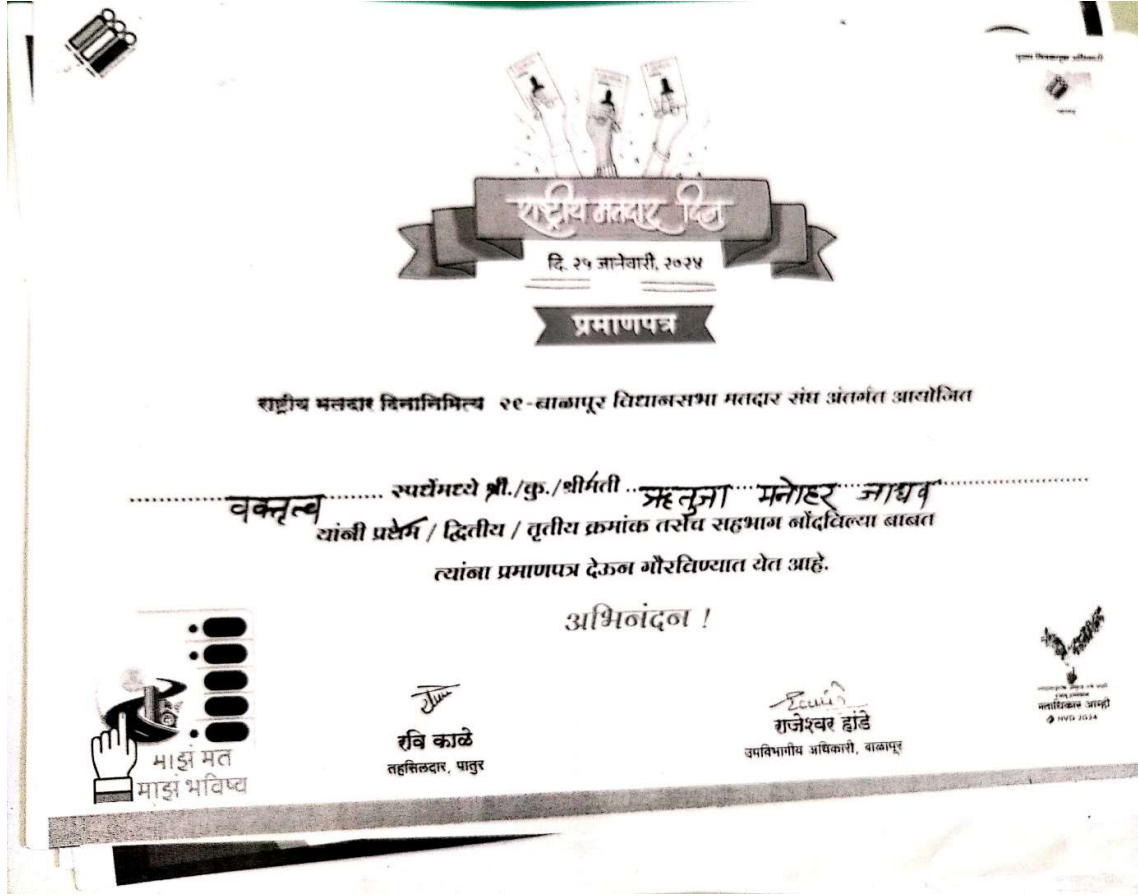 मुख्य निवडणूक अधिकारी
राष्ट्रीय मतदार दिन
दि. २५ जानेवारी, २०२४
प्रमाणपत्र
राष्ट्रीय मतदार दिनानिमित्य २९-बाळापूर विधानसभा मतदार संघ अंतर्गत आयोजित
वक्तृत्व स्पर्धेमध्ये श्री./कु./श्रीमती ऋतुजा मनोहर जाधव
यांनी प्रथम / द्वितीय / तृतीय क्रमांक तसेच सहभाग नोंदविल्या बाबत
त्यांना प्रमाणपत्र देऊन गौरविण्यात येत आहे.
अभिनंदन !
माझं मत
माझं भविष्य
रवि काळे
तहसिलदार, पातुर
राजेश्वर हांडे
उपविभागीय अधिकारी, बाळापूर
NVD 2024